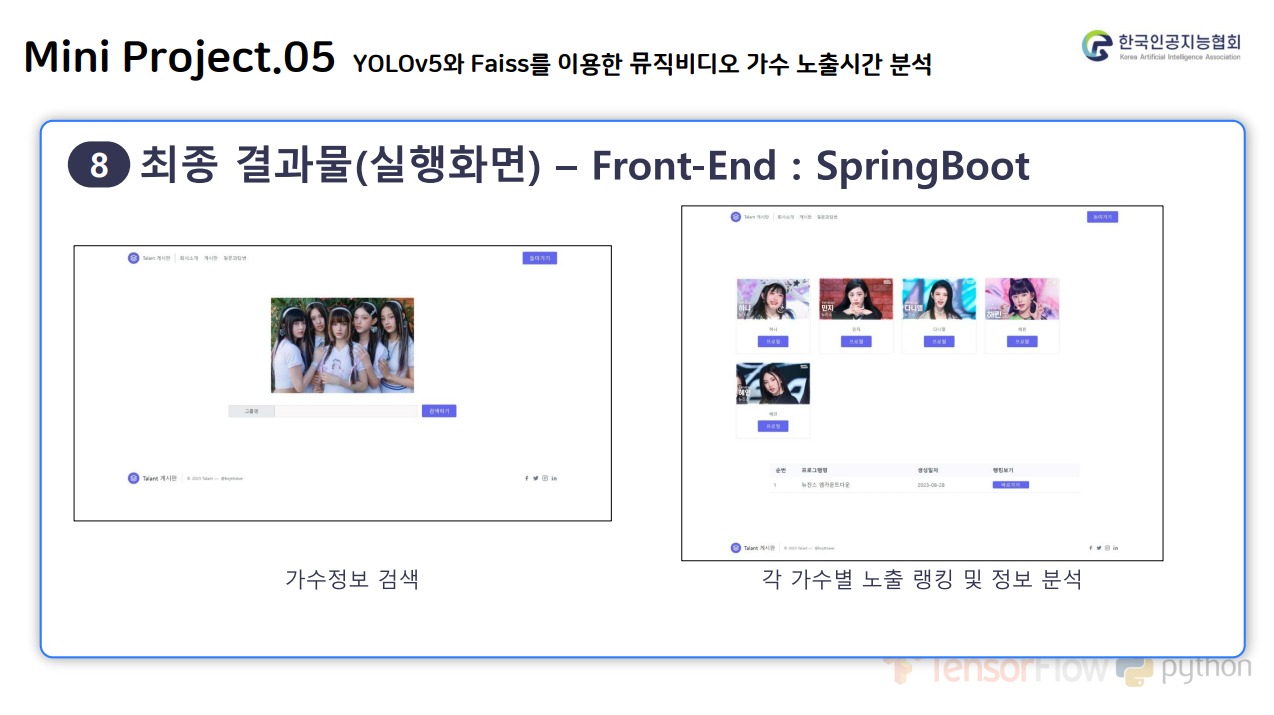 Mini Project.05 YOLOv5와 Faiss를 이용한 뮤직비디오 가수 노출시간 분석
한국인공지능협회
Korea Artificial Intelligence Association
8 최종 결과물(실행화면) – Front-End : SpringBoot
Talant 게시판 회사소개 게시판 질문과답변 돌아가기
그룹명 검색하기
Talant 게시판 © 2023 Talant —
가수정보 검색
Talant 게시판 회사소개 게시판 질문과답변 돌아가기
하니 민지 다니엘 해린
하니 민지 다니엘 해린
프로필 프로필 프로필 프로필
혜인
혜인
프로필
순번 프로그램명 생성일자 랭킹보기
1 뉴진스 엠카운트다운 2023-08-28 바로가기
Talant 게시판 © 2023 Talant —
각 가수별 노출 랭킹 및 정보 분석
TensorFlow python